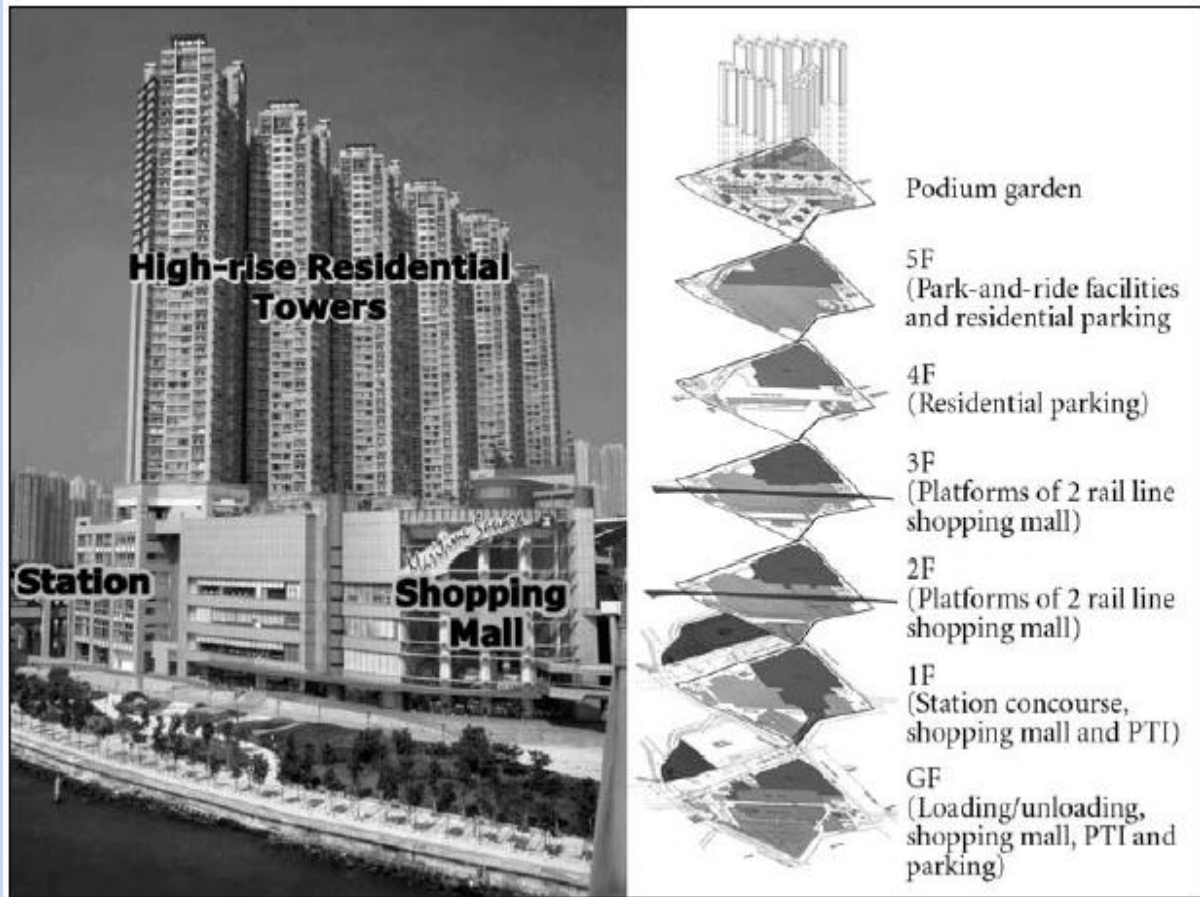 High-rise Residential
Towers
Station
Maritime Square
Shopping
Mall
Podium garden
5F
(Park-and-ride facilities
and residential parking
4F
(Residential parking)
3F
(Platforms of 2 rail line
shopping mall)
2F
(Platforms of 2 rail line
shopping mall)
1F
(Station concourse,
shopping mall and PTI)
GF
(Loading/unloading,
shopping mall, PTI and
parking)